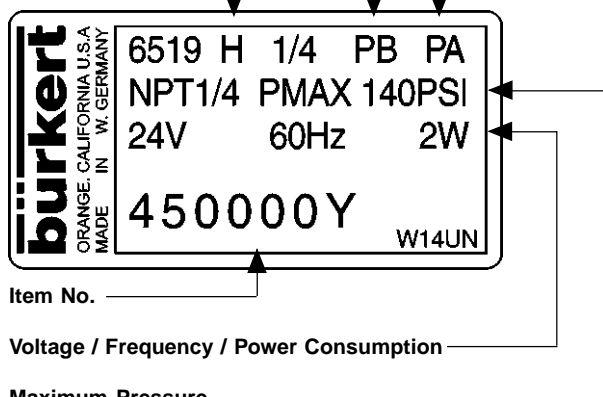 bürkert
ORANGE. CALIFORNIA U.S.A
MADE IN W. GERMANY
6519 H 1/4 PB PA
NPT1/4 PMAX 140PSI
24V 60Hz 2W
450000Y
W14UN
Item No.
Voltage / Frequency / Power Consumption
Maximum Pressure